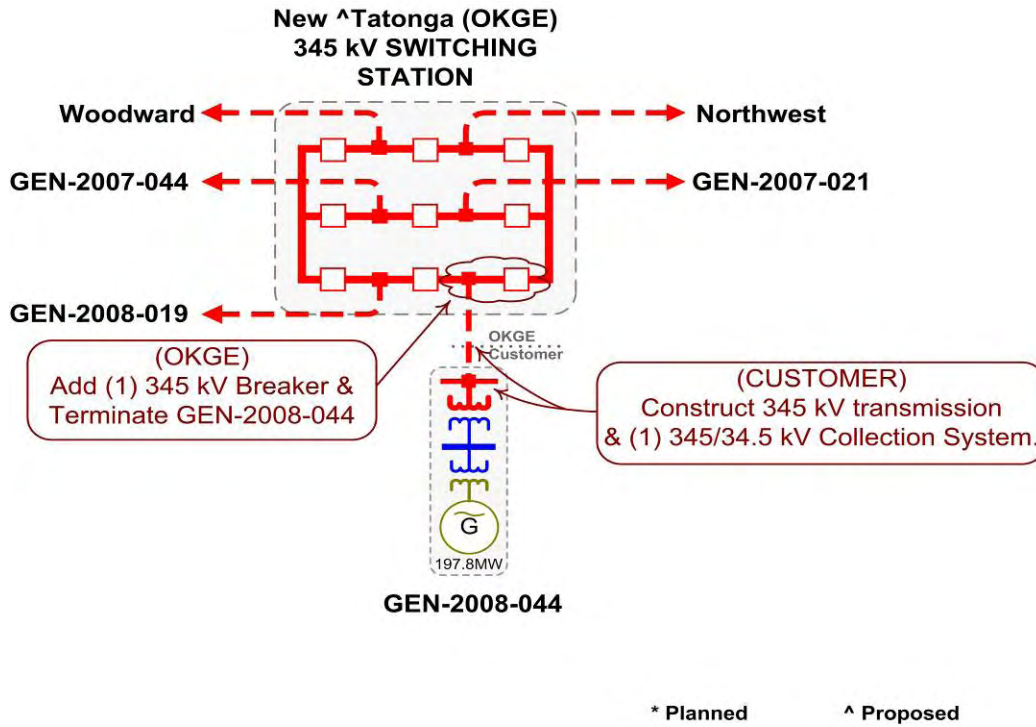 New ^Tatonga (OKGE)
345 kV SWITCHING
STATION
Woodward
Northwest
GEN-2007-044
GEN-2007-021
GEN-2008-019
OKGE
Customer
(OKGE)
Add (1) 345 kV Breaker &
Terminate GEN-2008-044
(CUSTOMER)
Construct 345 kV transmission
& (1) 345/34.5 kV Collection System.
G
197.8MW
GEN-2008-044
* Planned
^ Proposed